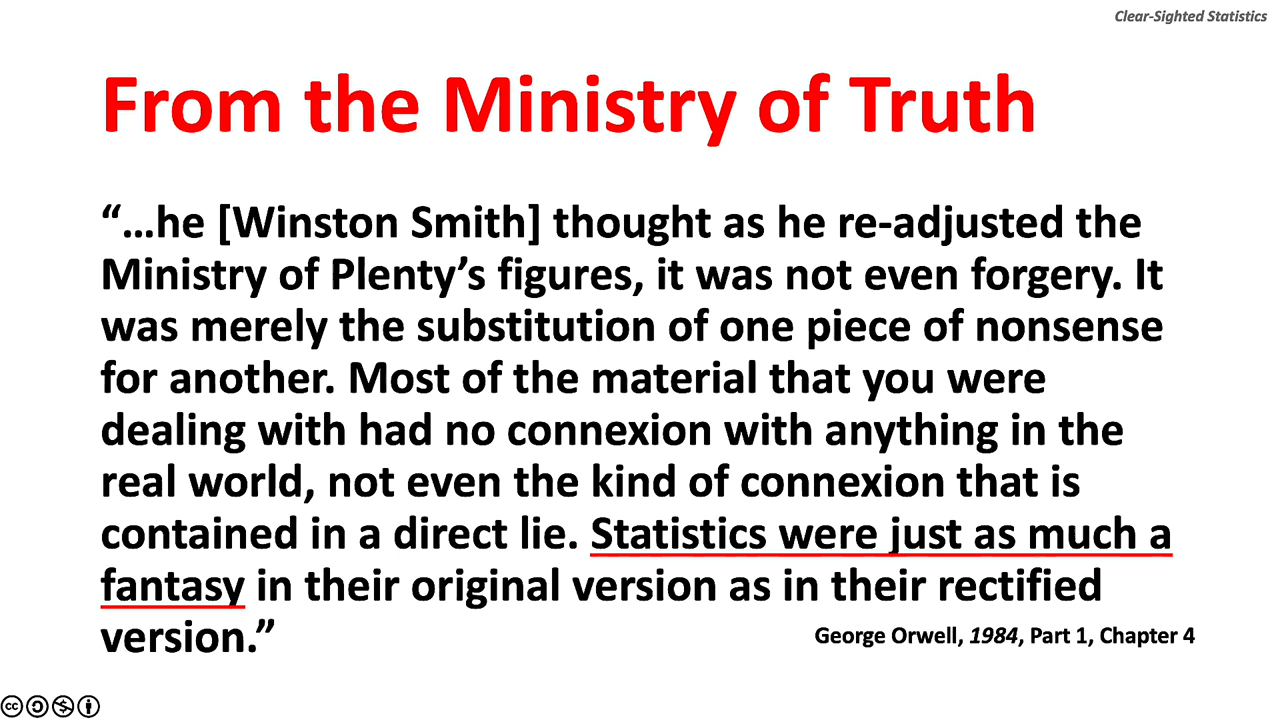 Clear-Sighted Statistics
From the Ministry of Truth
“…he [Winston Smith] thought as he re-adjusted the
Ministry of Plenty’s figures, it was not even forgery. It
was merely the substitution of one piece of nonsense
for another. Most of the material that you were
dealing with had no connexion with anything in the
real world, not even the kind of connexion that is
contained in a direct lie. Statistics were just as much a
fantasy in their original version as in their rectified
version.”
George Orwell, 1984, Part 1, Chapter 4